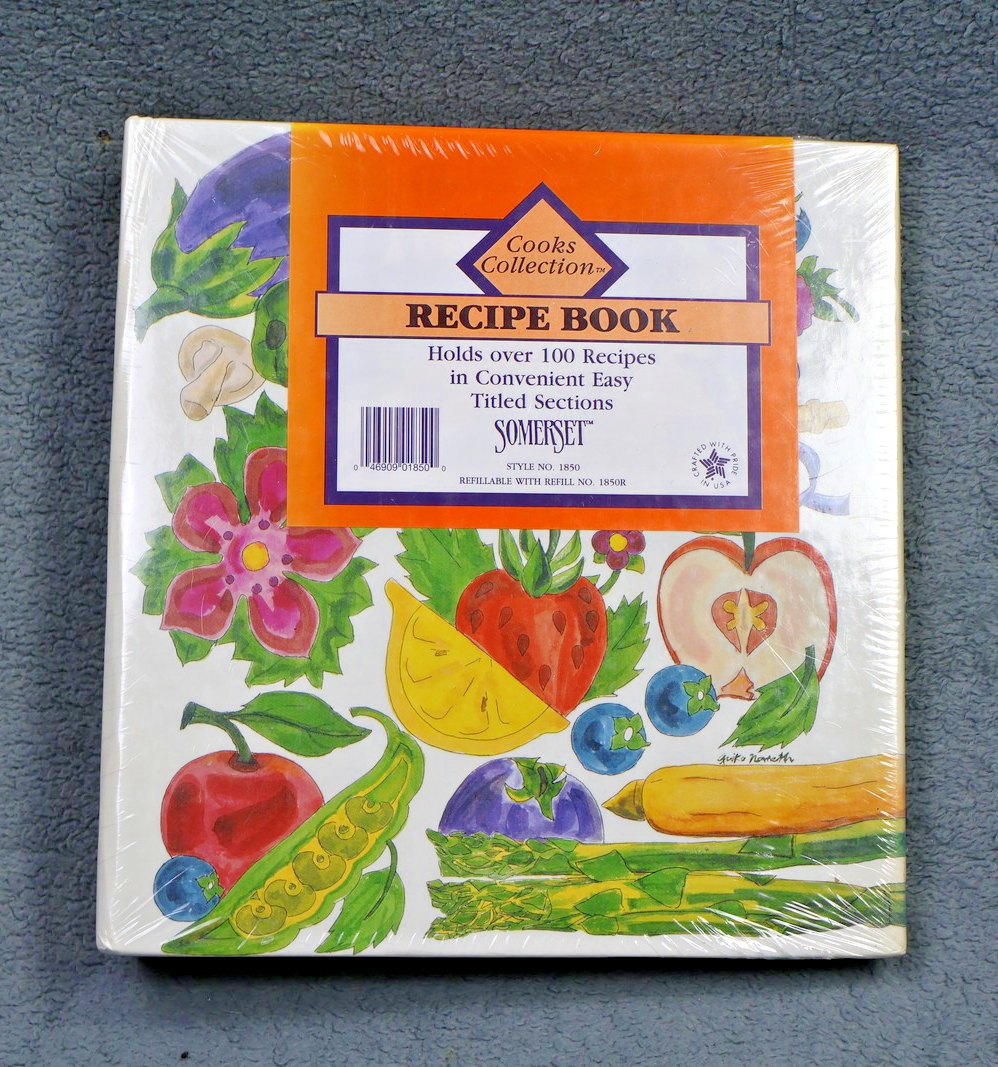 Cooks
Collection™
RECIPE BOOK
Holds over 100 Recipes
in Convenient Easy
Titled Sections
SOMERSET™
STYLE NO. 1850
REFILLABLE WITH REFILL NO. 1850R
0 46909 01850 0
CRAFTED WITH PRIDE
IN USA